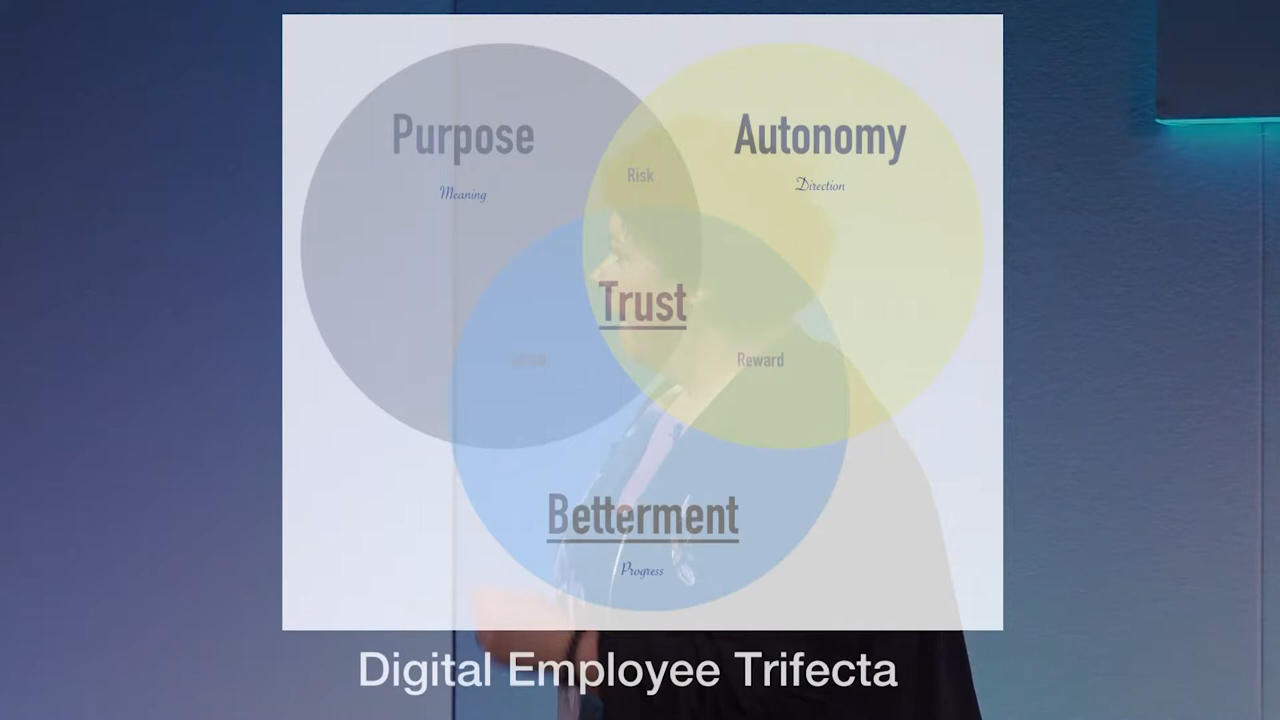 Purpose
Autonomy
Meaning
Direction
Risk
Trust
Reward
Betterment
Progress
Digital Employee Trifecta